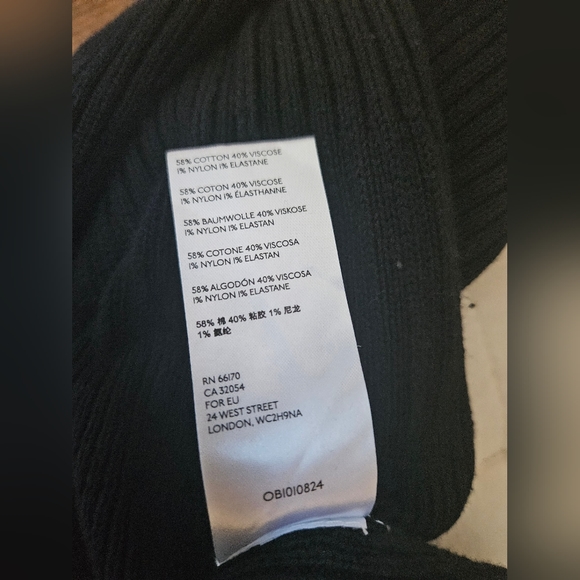 58% COTTON 40% VISCOSE
1% NYLON 1% ELASTANE
58% COTON 40% VISCOSE
1% NYLON 1% ÉLASTHANNE
58% BAUMWOLLE 40% VISKOSE
1% NYLON 1% ELASTAN
58% COTONE 40% VISCOSA
1% NYLON 1% ELASTAN
58% ALGODÓN 40% VISCOSA
1% NYLON 1% ELASTANE
58% 棉 40% 粘胶 1% 尼龙
1% 氨纶
RN 66170
CA 32054
FOR EU
24 WEST STREET
LONDON, WC2H9NA
OB1010824